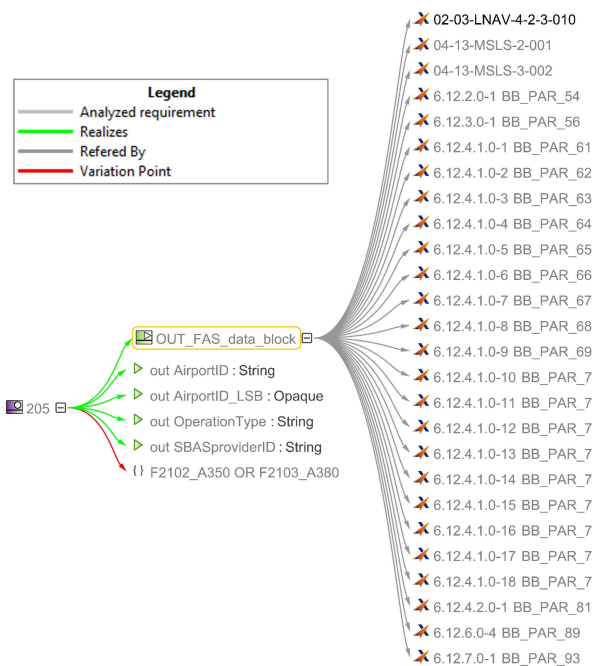 02-03-LNAV-4-2-3-010
04-13-MSLS-2-001
04-13-MSLS-3-002
6.12.2.0-1 BB_PAR_54
6.12.3.0-1 BB_PAR_56
6.12.4.1.0-1 BB_PAR_61
6.12.4.1.0-2 BB_PAR_62
6.12.4.1.0-3 BB_PAR_63
6.12.4.1.0-4 BB_PAR_64
6.12.4.1.0-5 BB_PAR_65
6.12.4.1.0-6 BB_PAR_66
6.12.4.1.0-7 BB_PAR_67
6.12.4.1.0-8 BB_PAR_68
6.12.4.1.0-9 BB_PAR_69
6.12.4.1.0-10 BB_PAR_7
6.12.4.1.0-11 BB_PAR_7
6.12.4.1.0-12 BB_PAR_7
6.12.4.1.0-13 BB_PAR_7
6.12.4.1.0-14 BB_PAR_7
6.12.4.1.0-15 BB_PAR_7
6.12.4.1.0-16 BB_PAR_7
6.12.4.1.0-17 BB_PAR_7
6.12.4.1.0-18 BB_PAR_7
6.12.4.2.0-1 BB_PAR_81
6.12.6.0-4 BB_PAR_89
6.12.7.0-1 BB_PAR_93
Legend
Analyzed requirement
Realizes
Refered By
Variation Point
OUT_FAS_data_block
out AirportID : String
out AirportID_LSB : Opaque
205
out OperationType : String
out SBASproviderID : String
{ } F2102_A350 OR F2103_A380